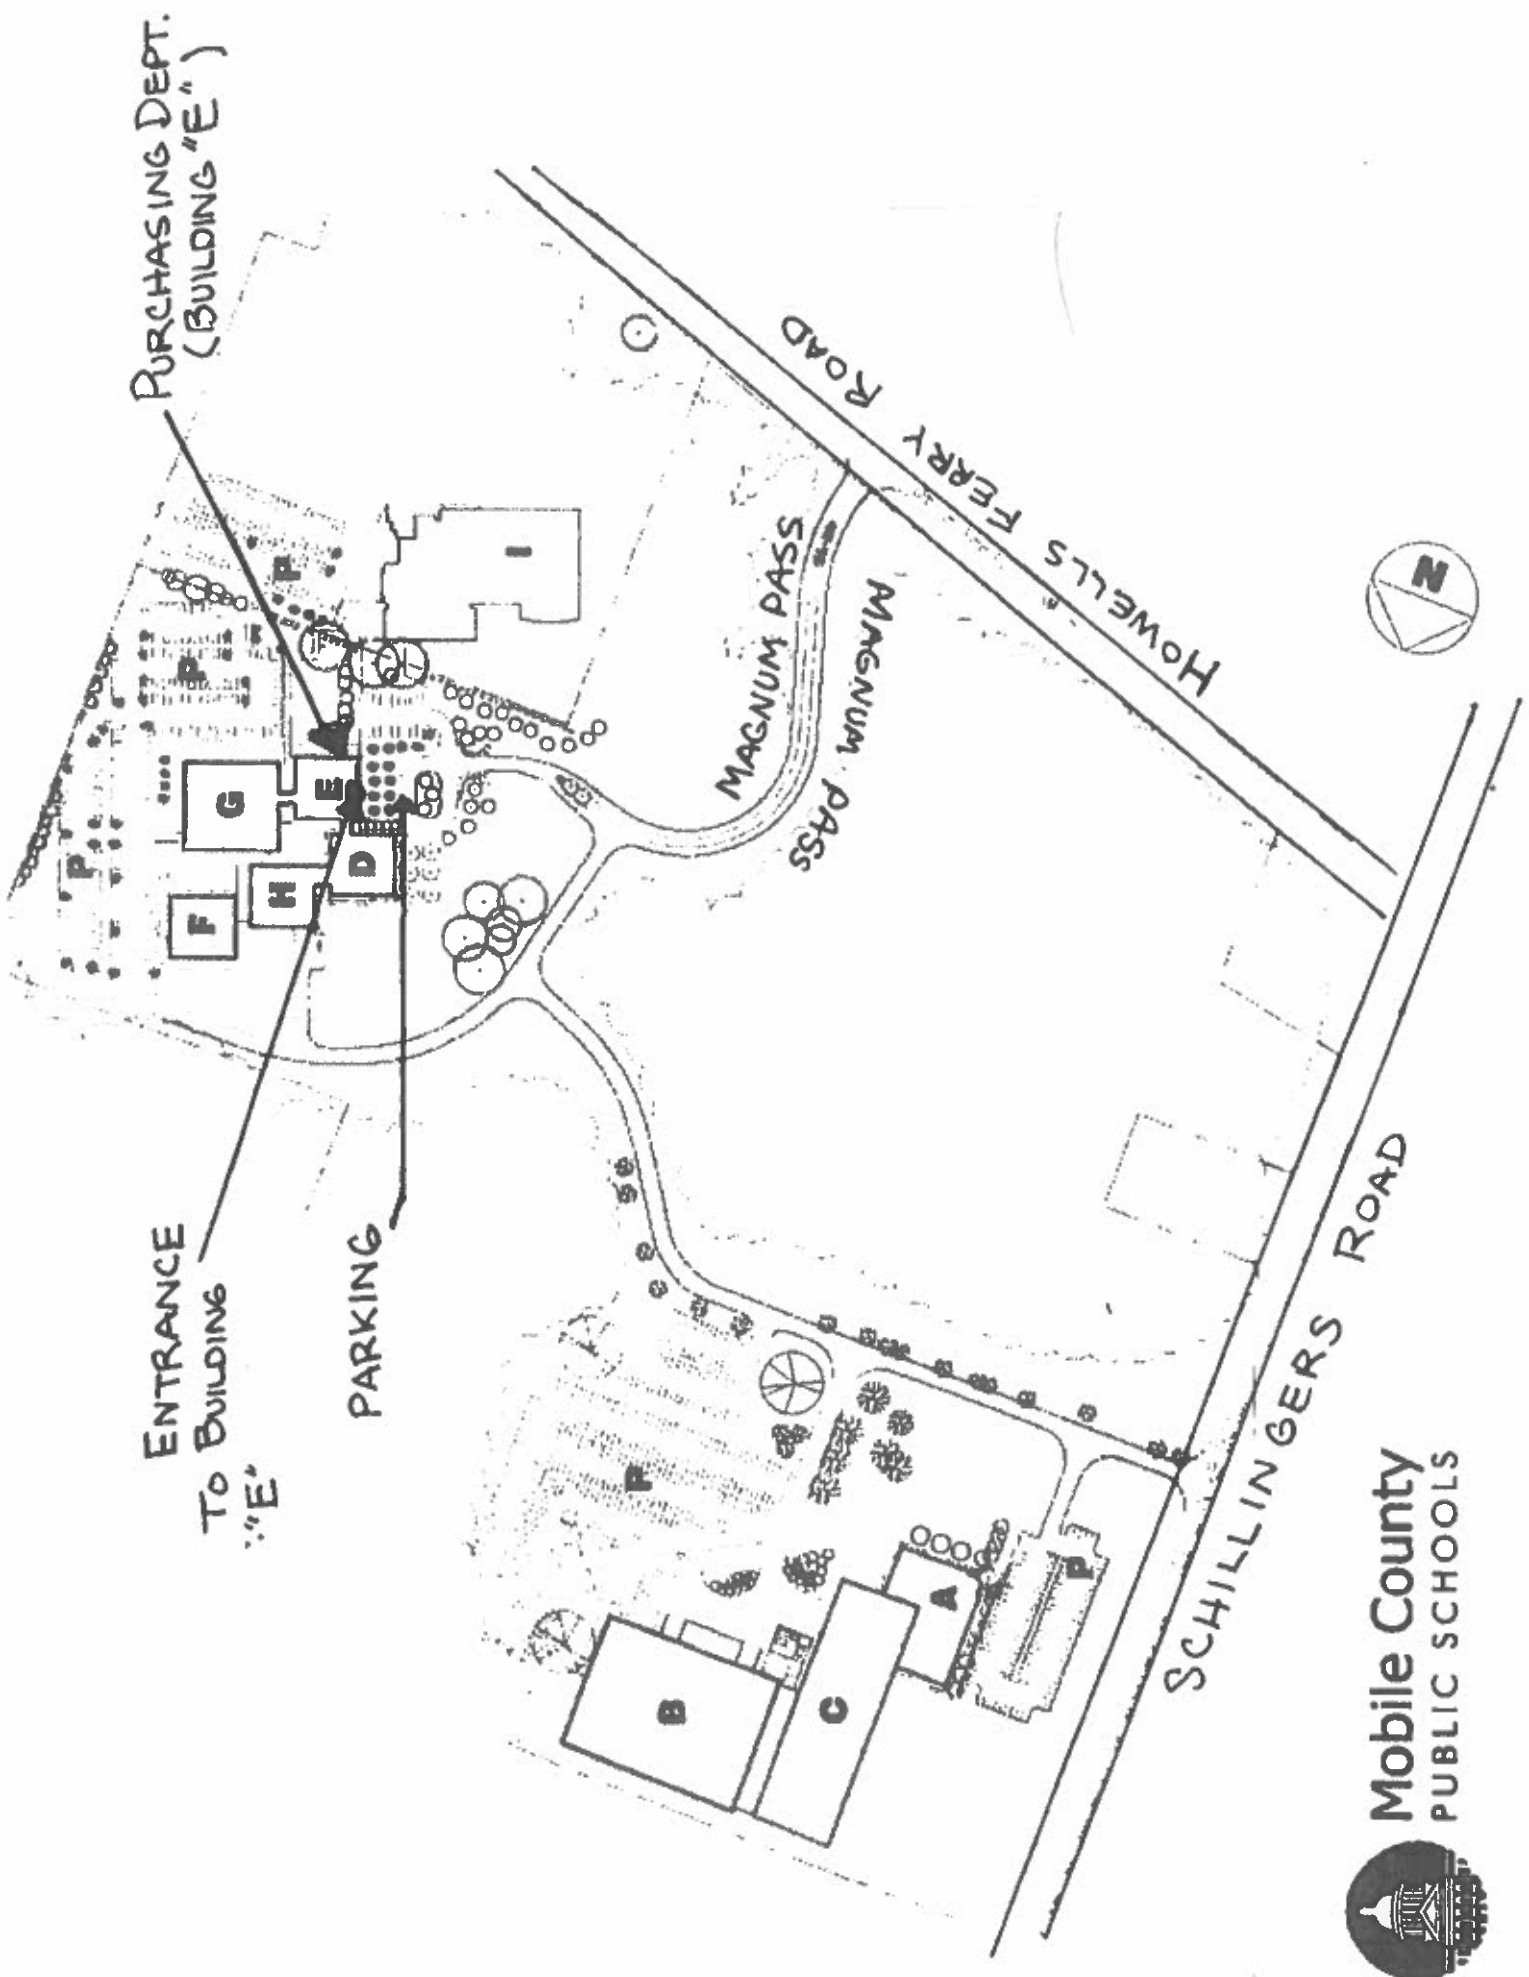 PURCHASING DEPT.
(BUILDING "E")
ENTRANCE
TO BUILDING
"E"
PARKING
P
P
P
I
G
E
D
H
F
MAGNUM PASS
MAGNUM PASS
HOWELLS FERRY ROAD
N
P
B
C
A
P
SCHILLINGERS ROAD
Mobile County
PUBLIC SCHOOLS